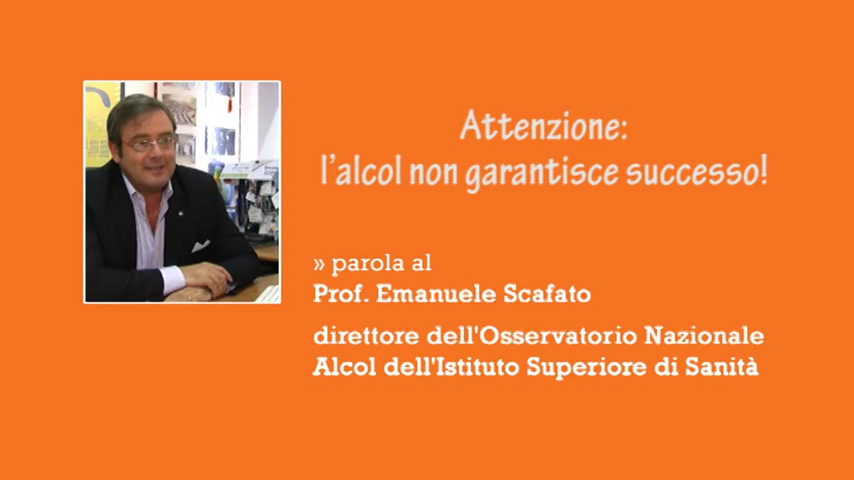 Attenzione:
l'alcol non garantisce successo!
» parola al
Prof. Emanuele Scafato
direttore dell'Osservatorio Nazionale
Alcol dell'Istituto Superiore di Sanità